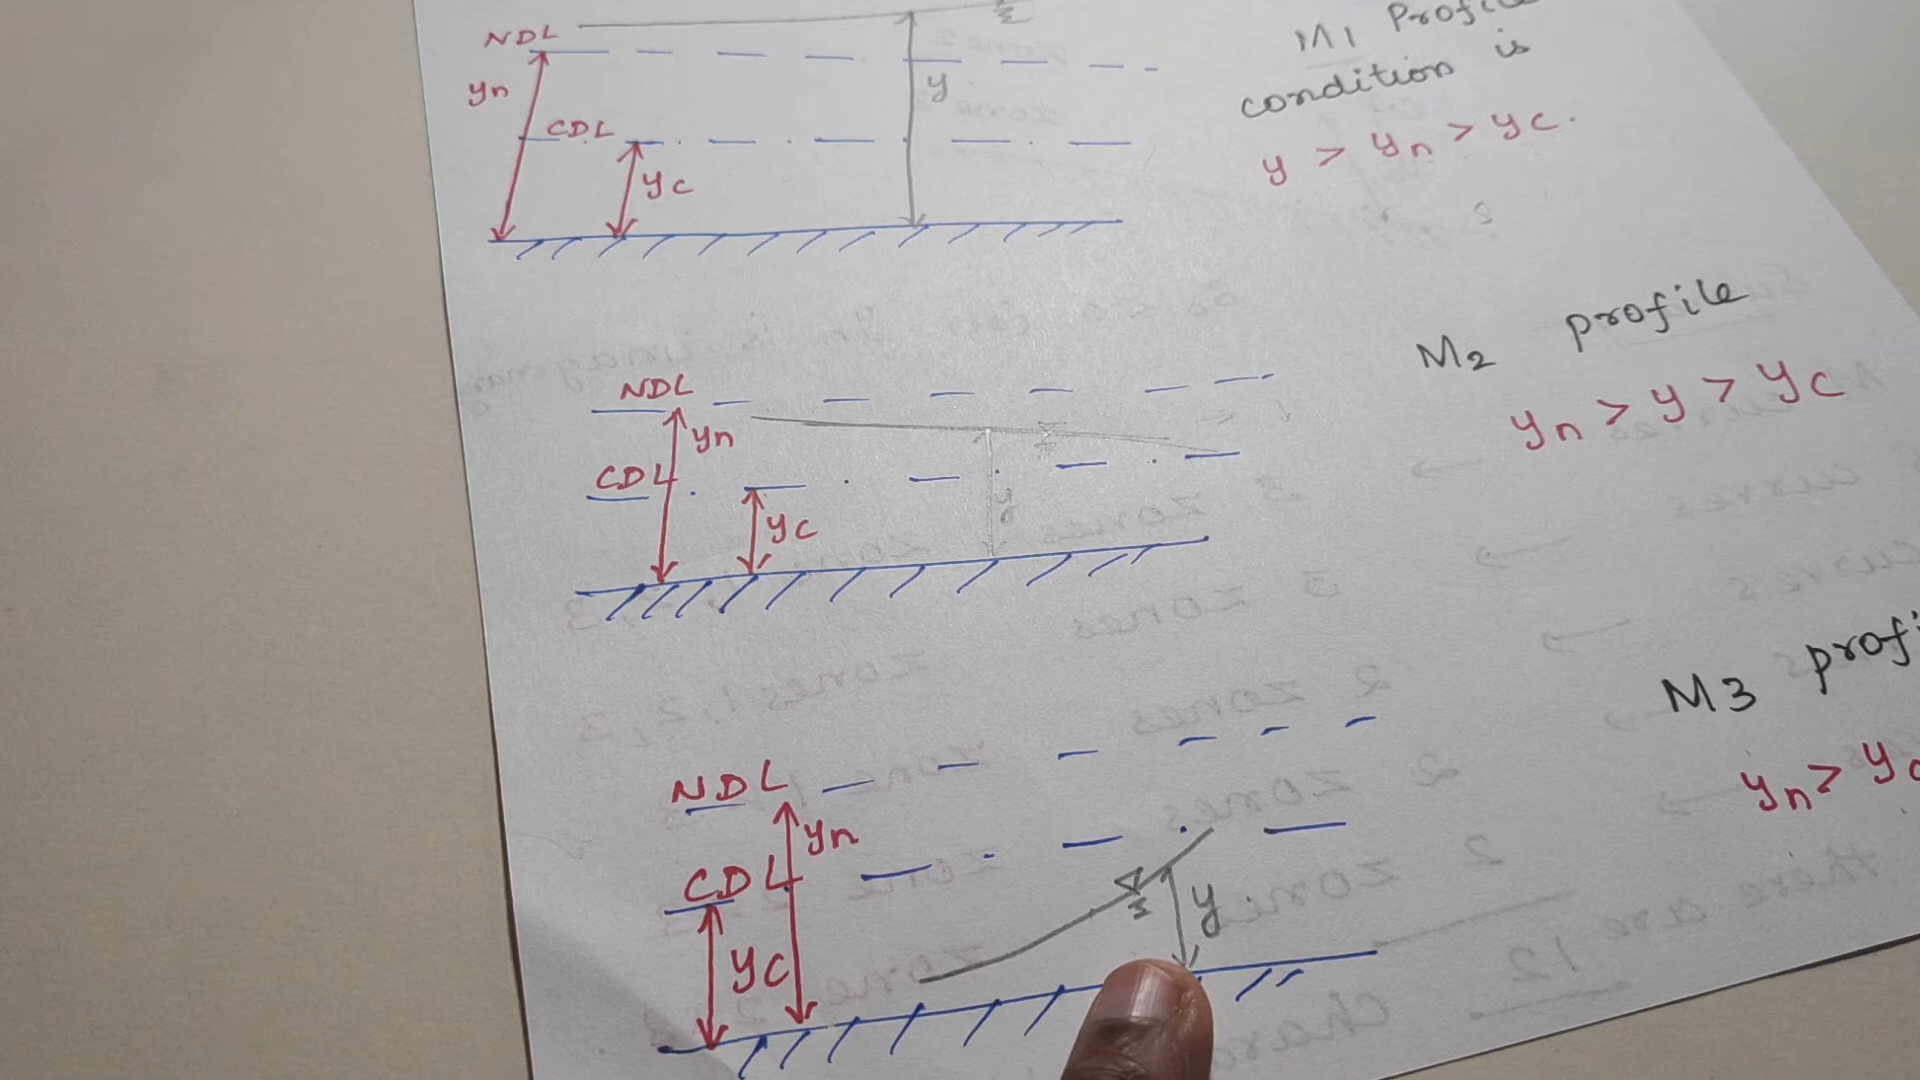 M1 Profile
condition is
y > yn > yc.
NDL
yn
CDL
yc
y
M2 profile
yn > y > yc
NDL
yn
CDL
yc
y
M3 prof
yn > yc
NDL
yn
CDL
yc
y